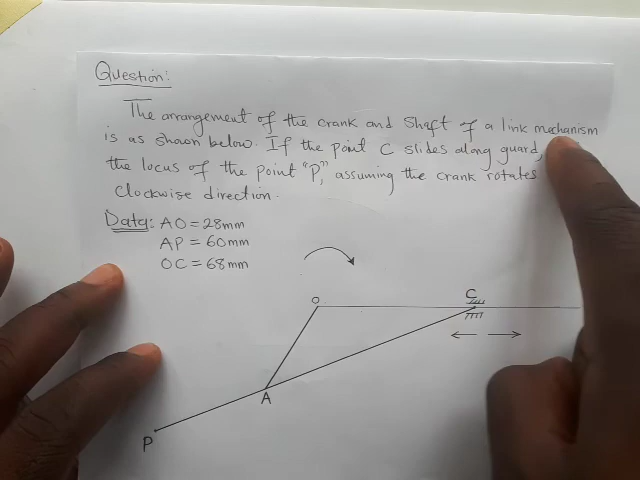 Question:
The arrangement of the crank and shaft of a link mechanism
is as shown below. If the point C slides along guard,
the locus of the point "P," assuming the crank rotates
Clockwise direction.
Data: AO = 28mm
AP = 60mm
OC = 68mm
O
C
A
P